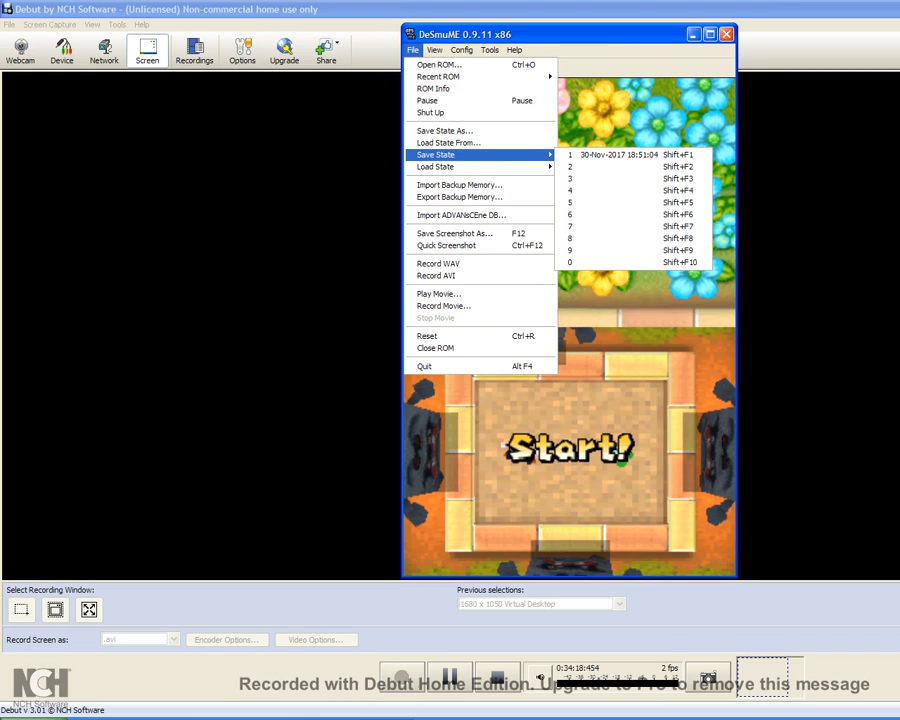 Debut by NCH Software - (Unlicensed) Non-commercial home use only
File Screen Capture View Tools Help
Webcam Device Network Screen Recordings Options Upgrade Share
DeSmuME 0.9.11 x86
File View Config Tools Help
Open ROM... Ctrl+O
Recent ROM
ROM Info
Pause Pause
Shut Up
Save State As...
Load State From...
Save State
Load State
Import Backup Memory...
Export Backup Memory...
Import ADVANsCEne DB...
Save Screenshot As... F12
Quick Screenshot Ctrl+F12
Record WAV
Record AVI
Play Movie...
Record Movie...
Stop Movie
Reset Ctrl+R
Close ROM
Quit Alt F4
1 30-Nov-2017 18:51:04 Shift+F1
2 Shift+F2
3 Shift+F3
4 Shift+F4
5 Shift+F5
6 Shift+F6
7 Shift+F7
8 Shift+F8
9 Shift+F9
0 Shift+F10
Start!
Select Recording Window:
Previous selections:
1680 x 1050 Virtual Desktop
Record Screen as: .avi Encoder Options... Video Options...
0:34:18:454 2 fps
NCH
NCH Software
Recorded with Debut Home Edition. Upgrade to Pro to remove this message
Debut v 3.01 © NCH Software